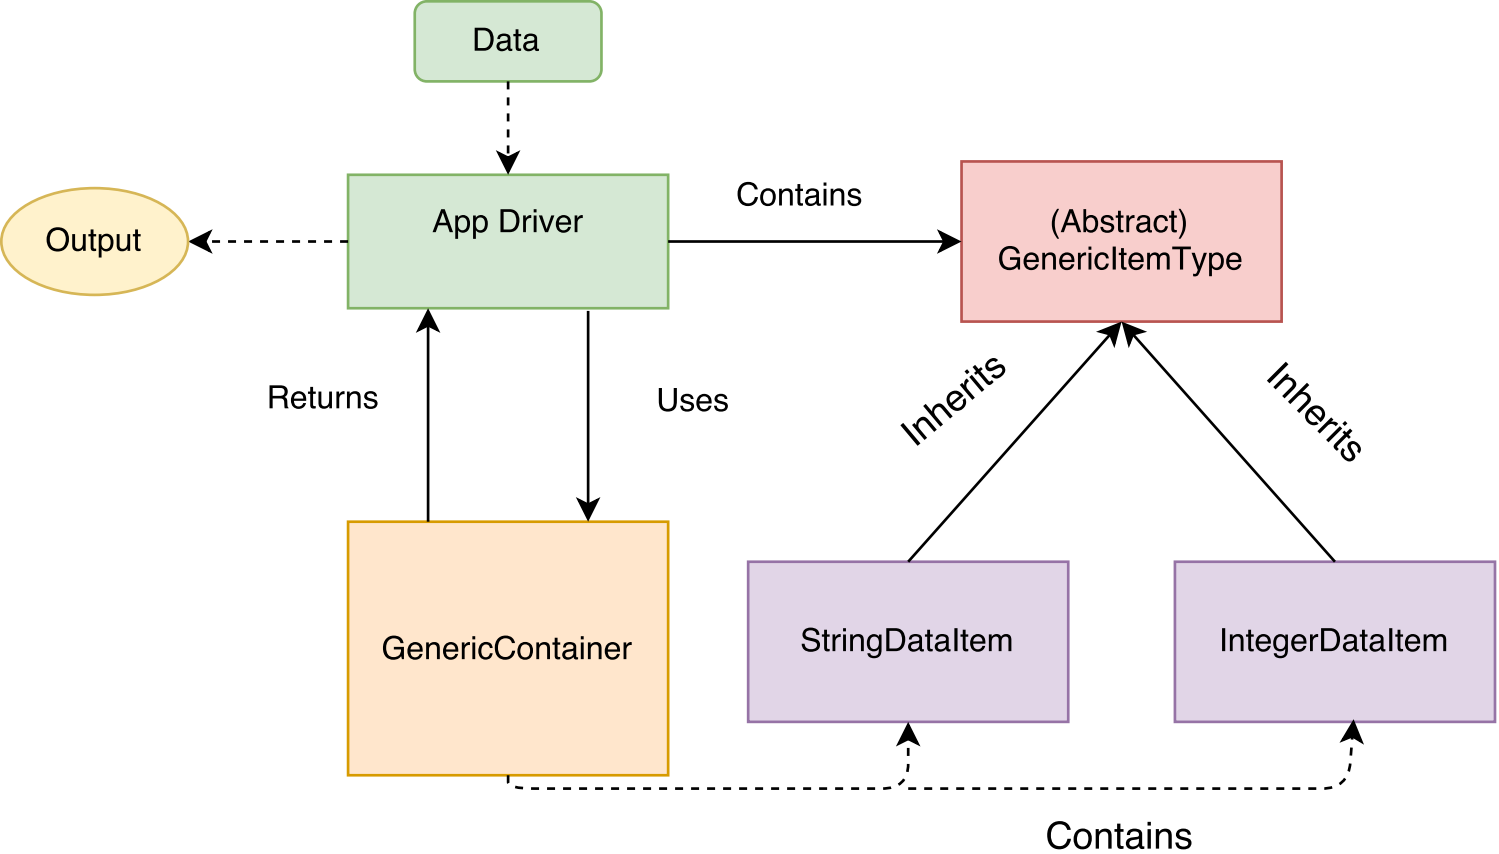 Data
Output
App Driver
Contains
(Abstract)
GenericItemType
Returns
Uses
Inherits
Inherits
GenericContainer
StringDataItem
IntegerDataItem
Contains